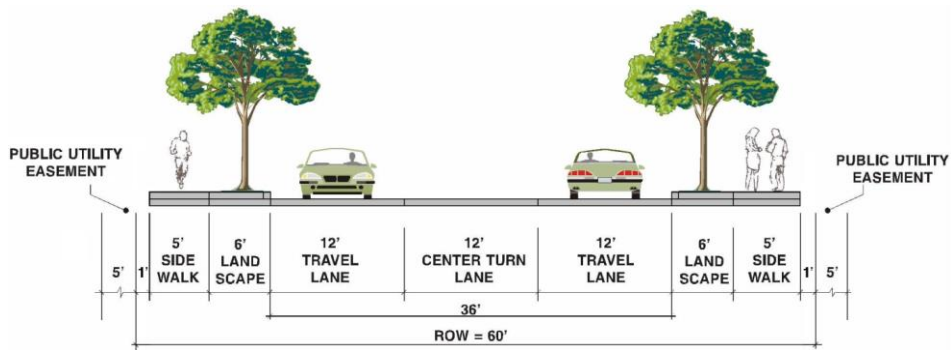 PUBLIC UTILITY
EASEMENT
PUBLIC UTILITY
EASEMENT
5'
1'
5'
SIDE
WALK
6'
LAND
SCAPE
12'
TRAVEL
LANE
12'
CENTER TURN
LANE
12'
TRAVEL
LANE
6'
LAND
SCAPE
5'
SIDE
WALK
1'
5'
36'
ROW = 60'